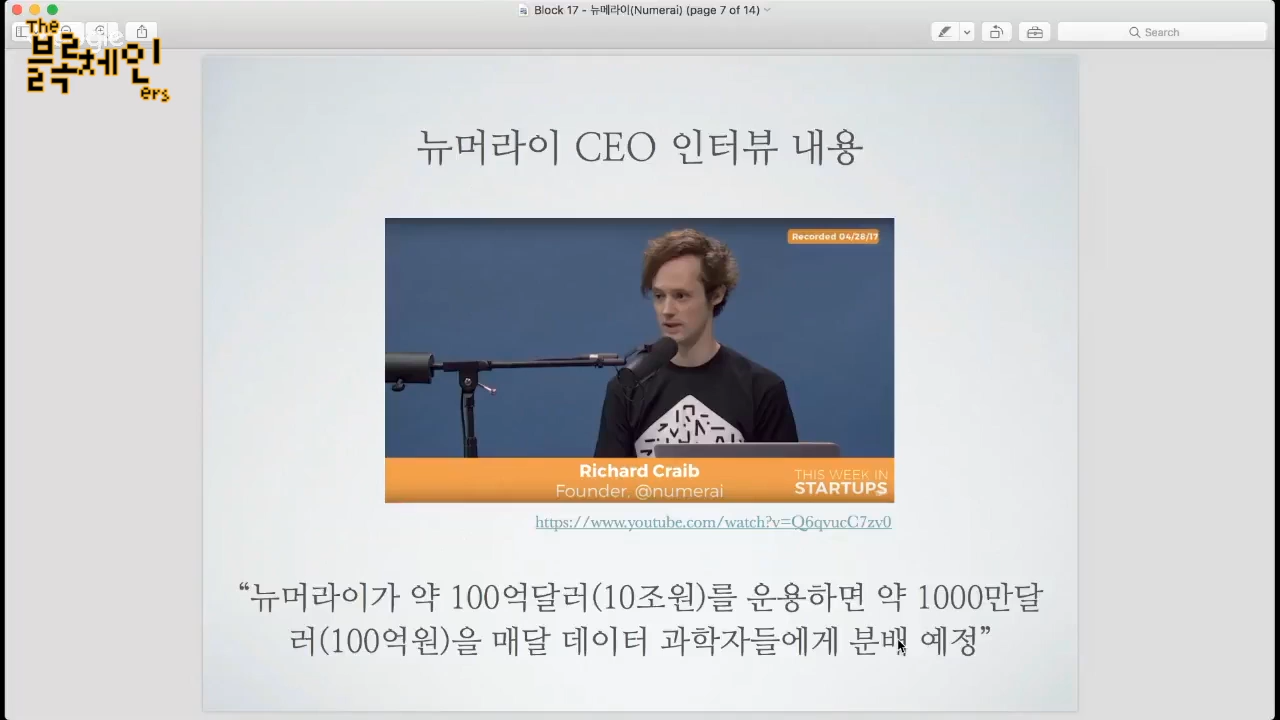 Block 17 - 뉴메라이(Numerai) (page 7 of 14)
Search
The
블록체인
ers
뉴머라이 CEO 인터뷰 내용
Recorded 04/28/17
Richard Craib
Founder, @numerai
THIS WEEK IN
STARTUPS
https://www.youtube.com/watch?v=Q6qvucC7zv0
“뉴머라이가 약 100억달러(10조원)를 운용하면 약 1000만달
러(100억원)을 매달 데이터 과학자들에게 분배 예정”